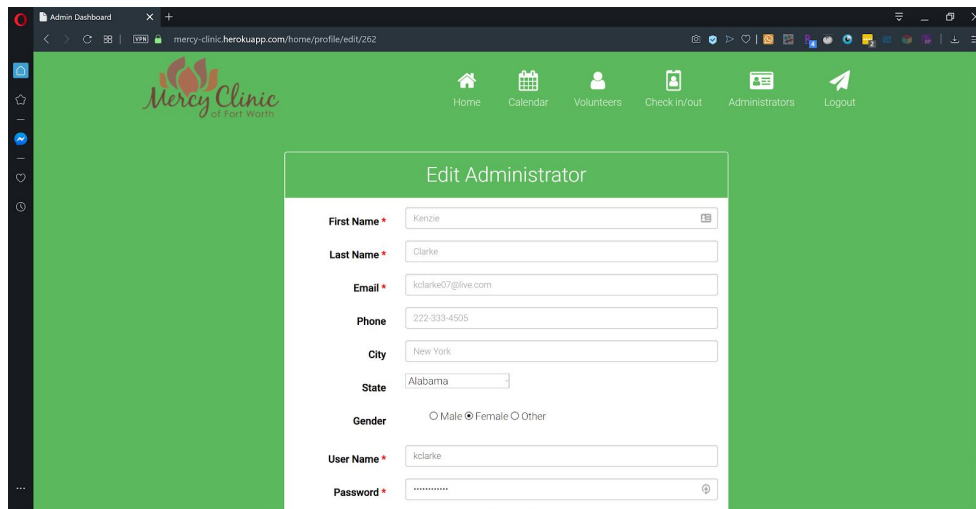 Admin Dashboard
VPN mercy-clinic.herokuapp.com/home/profile/edit/262
Mercy Clinic
of Fort Worth
Home Calendar Volunteers Check in/out Administrators Logout
Edit Administrator
First Name * Kenzie
Last Name * Clarke
Email * kclarke07@live.com
Phone 222-333-4505
City New York
State Alabama
Gender Male Female Other
User Name * kclarke
Password * ••••••••••••